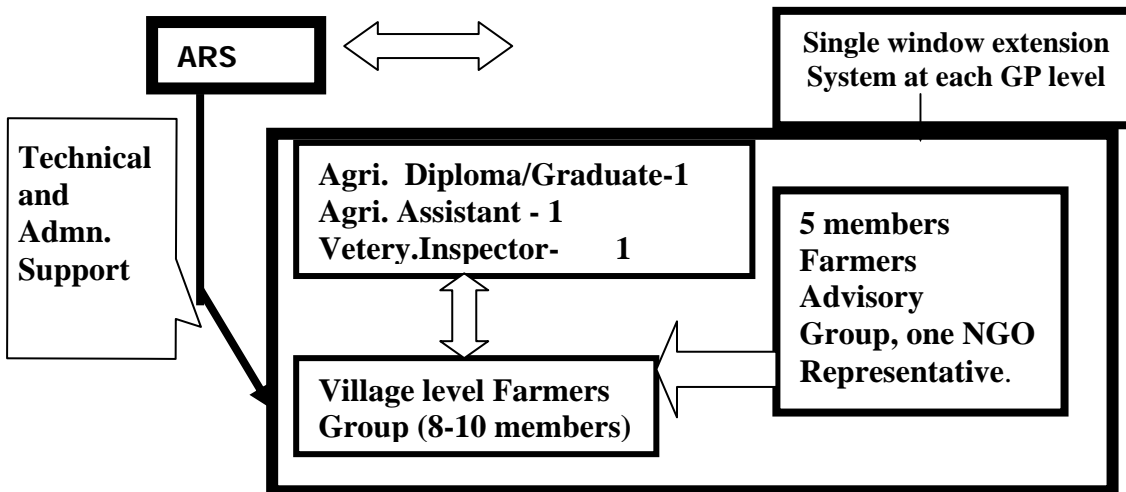 ARS
Single window extension
System at each GP level
Technical
and
Admn.
Support
Agri. Diploma/Graduate-1
Agri. Assistant - 1
Vetery.Inspector- 1
5 members
Farmers
Advisory
Group, one NGO
Representative.
Village level Farmers
Group (8-10 members)